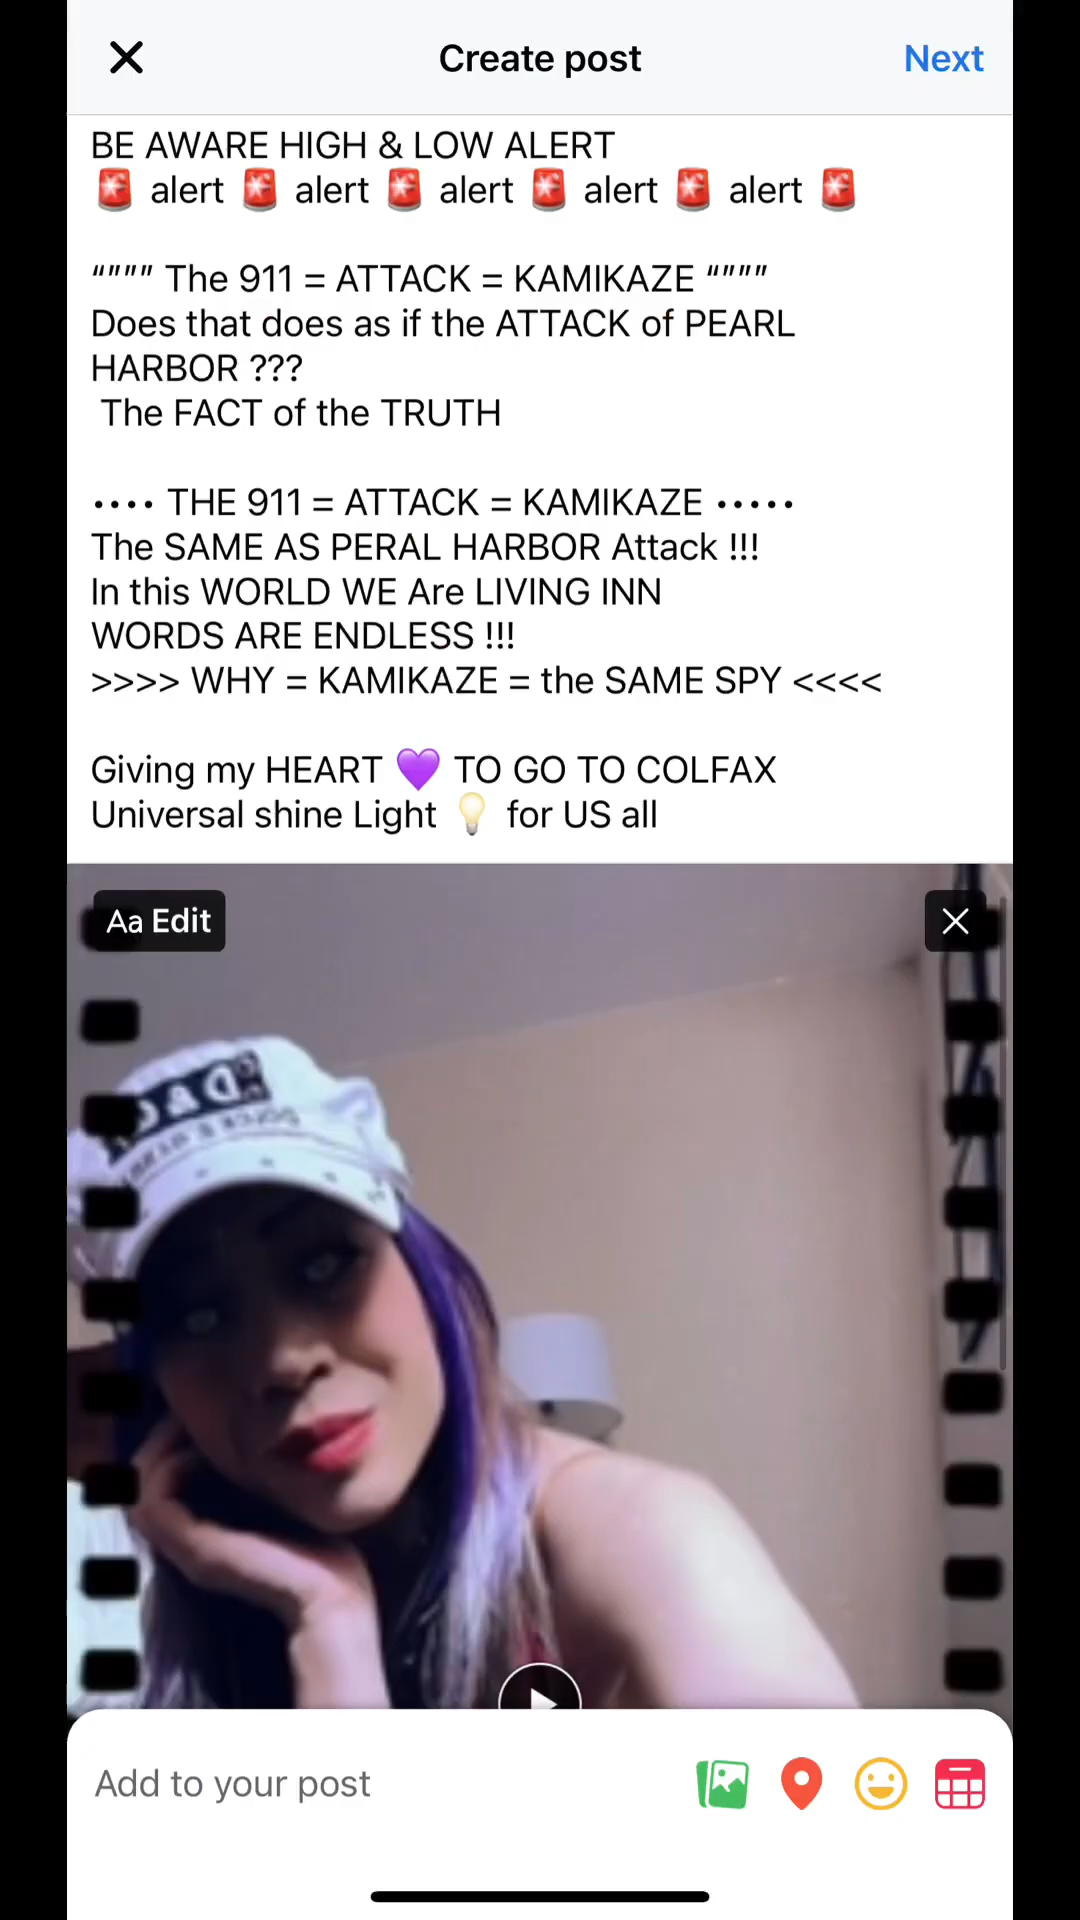 Create post
Next
BE AWARE HIGH & LOW ALERT
🚨 alert 🚨 alert 🚨 alert 🚨 alert 🚨 alert 🚨
“”"” The 911 = ATTACK = KAMIKAZE “”"”
Does that does as if the ATTACK of PEARL
HARBOR ???
The FACT of the TRUTH
•••• THE 911 = ATTACK = KAMIKAZE •••••
The SAME AS PERAL HARBOR Attack !!!
In this WORLD WE Are LIVING INN
WORDS ARE ENDLESS !!!
>>>> WHY = KAMIKAZE = the SAME SPY <<<<
Giving my HEART 💜 TO GO TO COLFAX
Universal shine Light 💡 for US all
Aa Edit
Add to your post